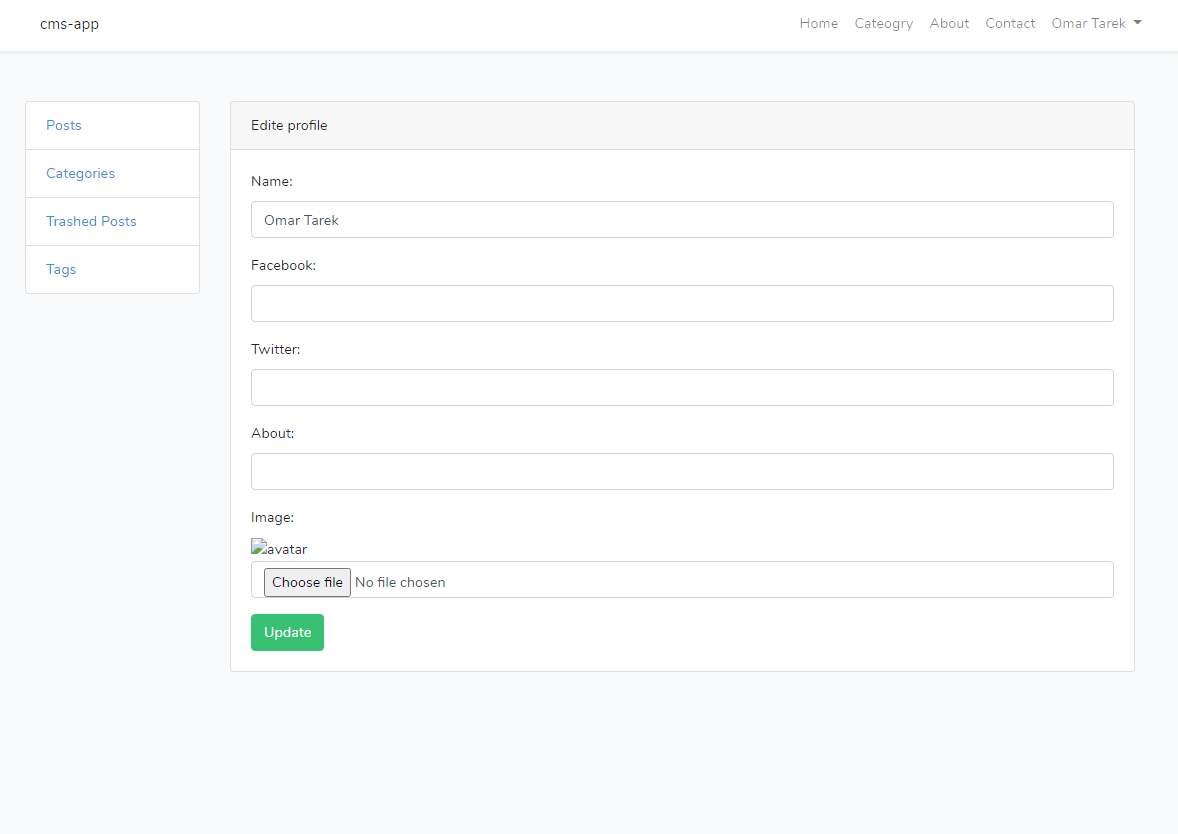 cms-app Home Cateogry About Contact Omar Tarek
Posts
Categories
Trashed Posts
Tags
Edite profile
Name:
Omar Tarek
Facebook:
Twitter:
About:
Image:
avatar
Choose file No file chosen
Update